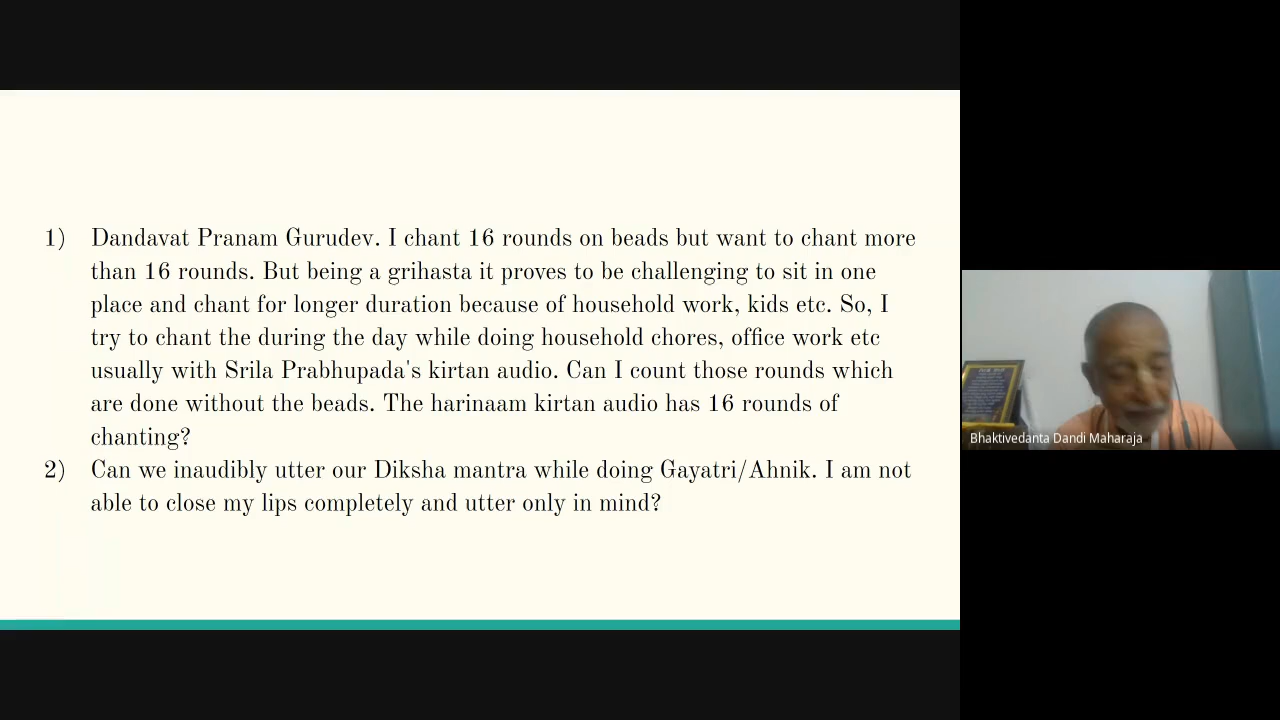 1) Dandavat Pranam Gurudev. I chant 16 rounds on beads but want to chant more
than 16 rounds. But being a grihasta it proves to be challenging to sit in one
place and chant for longer duration because of household work, kids etc. So, I
try to chant the during the day while doing household chores, office work etc
usually with Srila Prabhupada's kirtan audio. Can I count those rounds which
are done without the beads. The harinaam kirtan audio has 16 rounds of
chanting?
2) Can we inaudibly utter our Diksha mantra while doing Gayatri/Ahnik. I am not
able to close my lips completely and utter only in mind?
Bhaktivedanta Dandi Maharaja